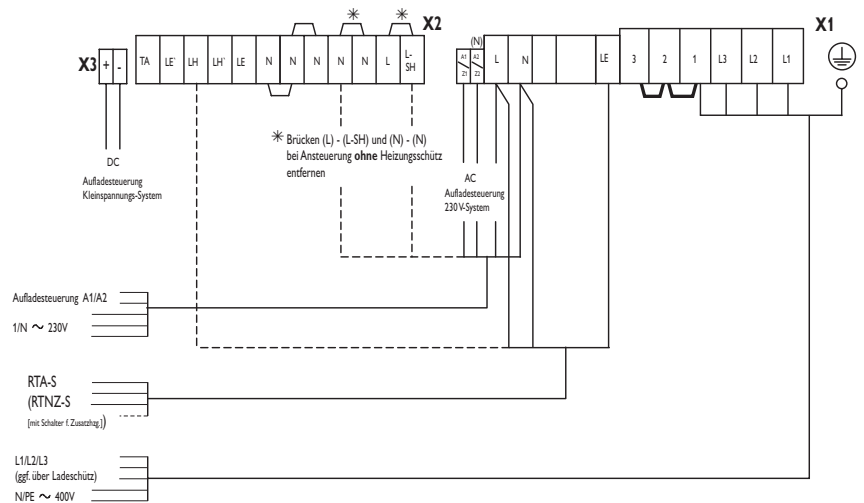 ✳ ✳
X2 X1
X3 + - TA LE` LH LH` LE N N N N N L L-SH
(N)
A1 A2
Z1 Z2
L N LE 3 2 1 L3 L2 L1
✳ Brücken (L) - (L-SH) und (N) - (N)
bei Ansteuerung ohne Heizungsschütz
entfernen
DC
Aufladesteuerung
Kleinspannungs-System
AC
Aufladesteuerung
230 V-System
Aufladesteuerung A1/A2
1/N ~ 230V
RTA-S
(RTNZ-S
[mit Schalter f. Zusatzhzg.])
L1/L2/L3
(ggf. über Ladeschütz)
N/PE ~ 400V